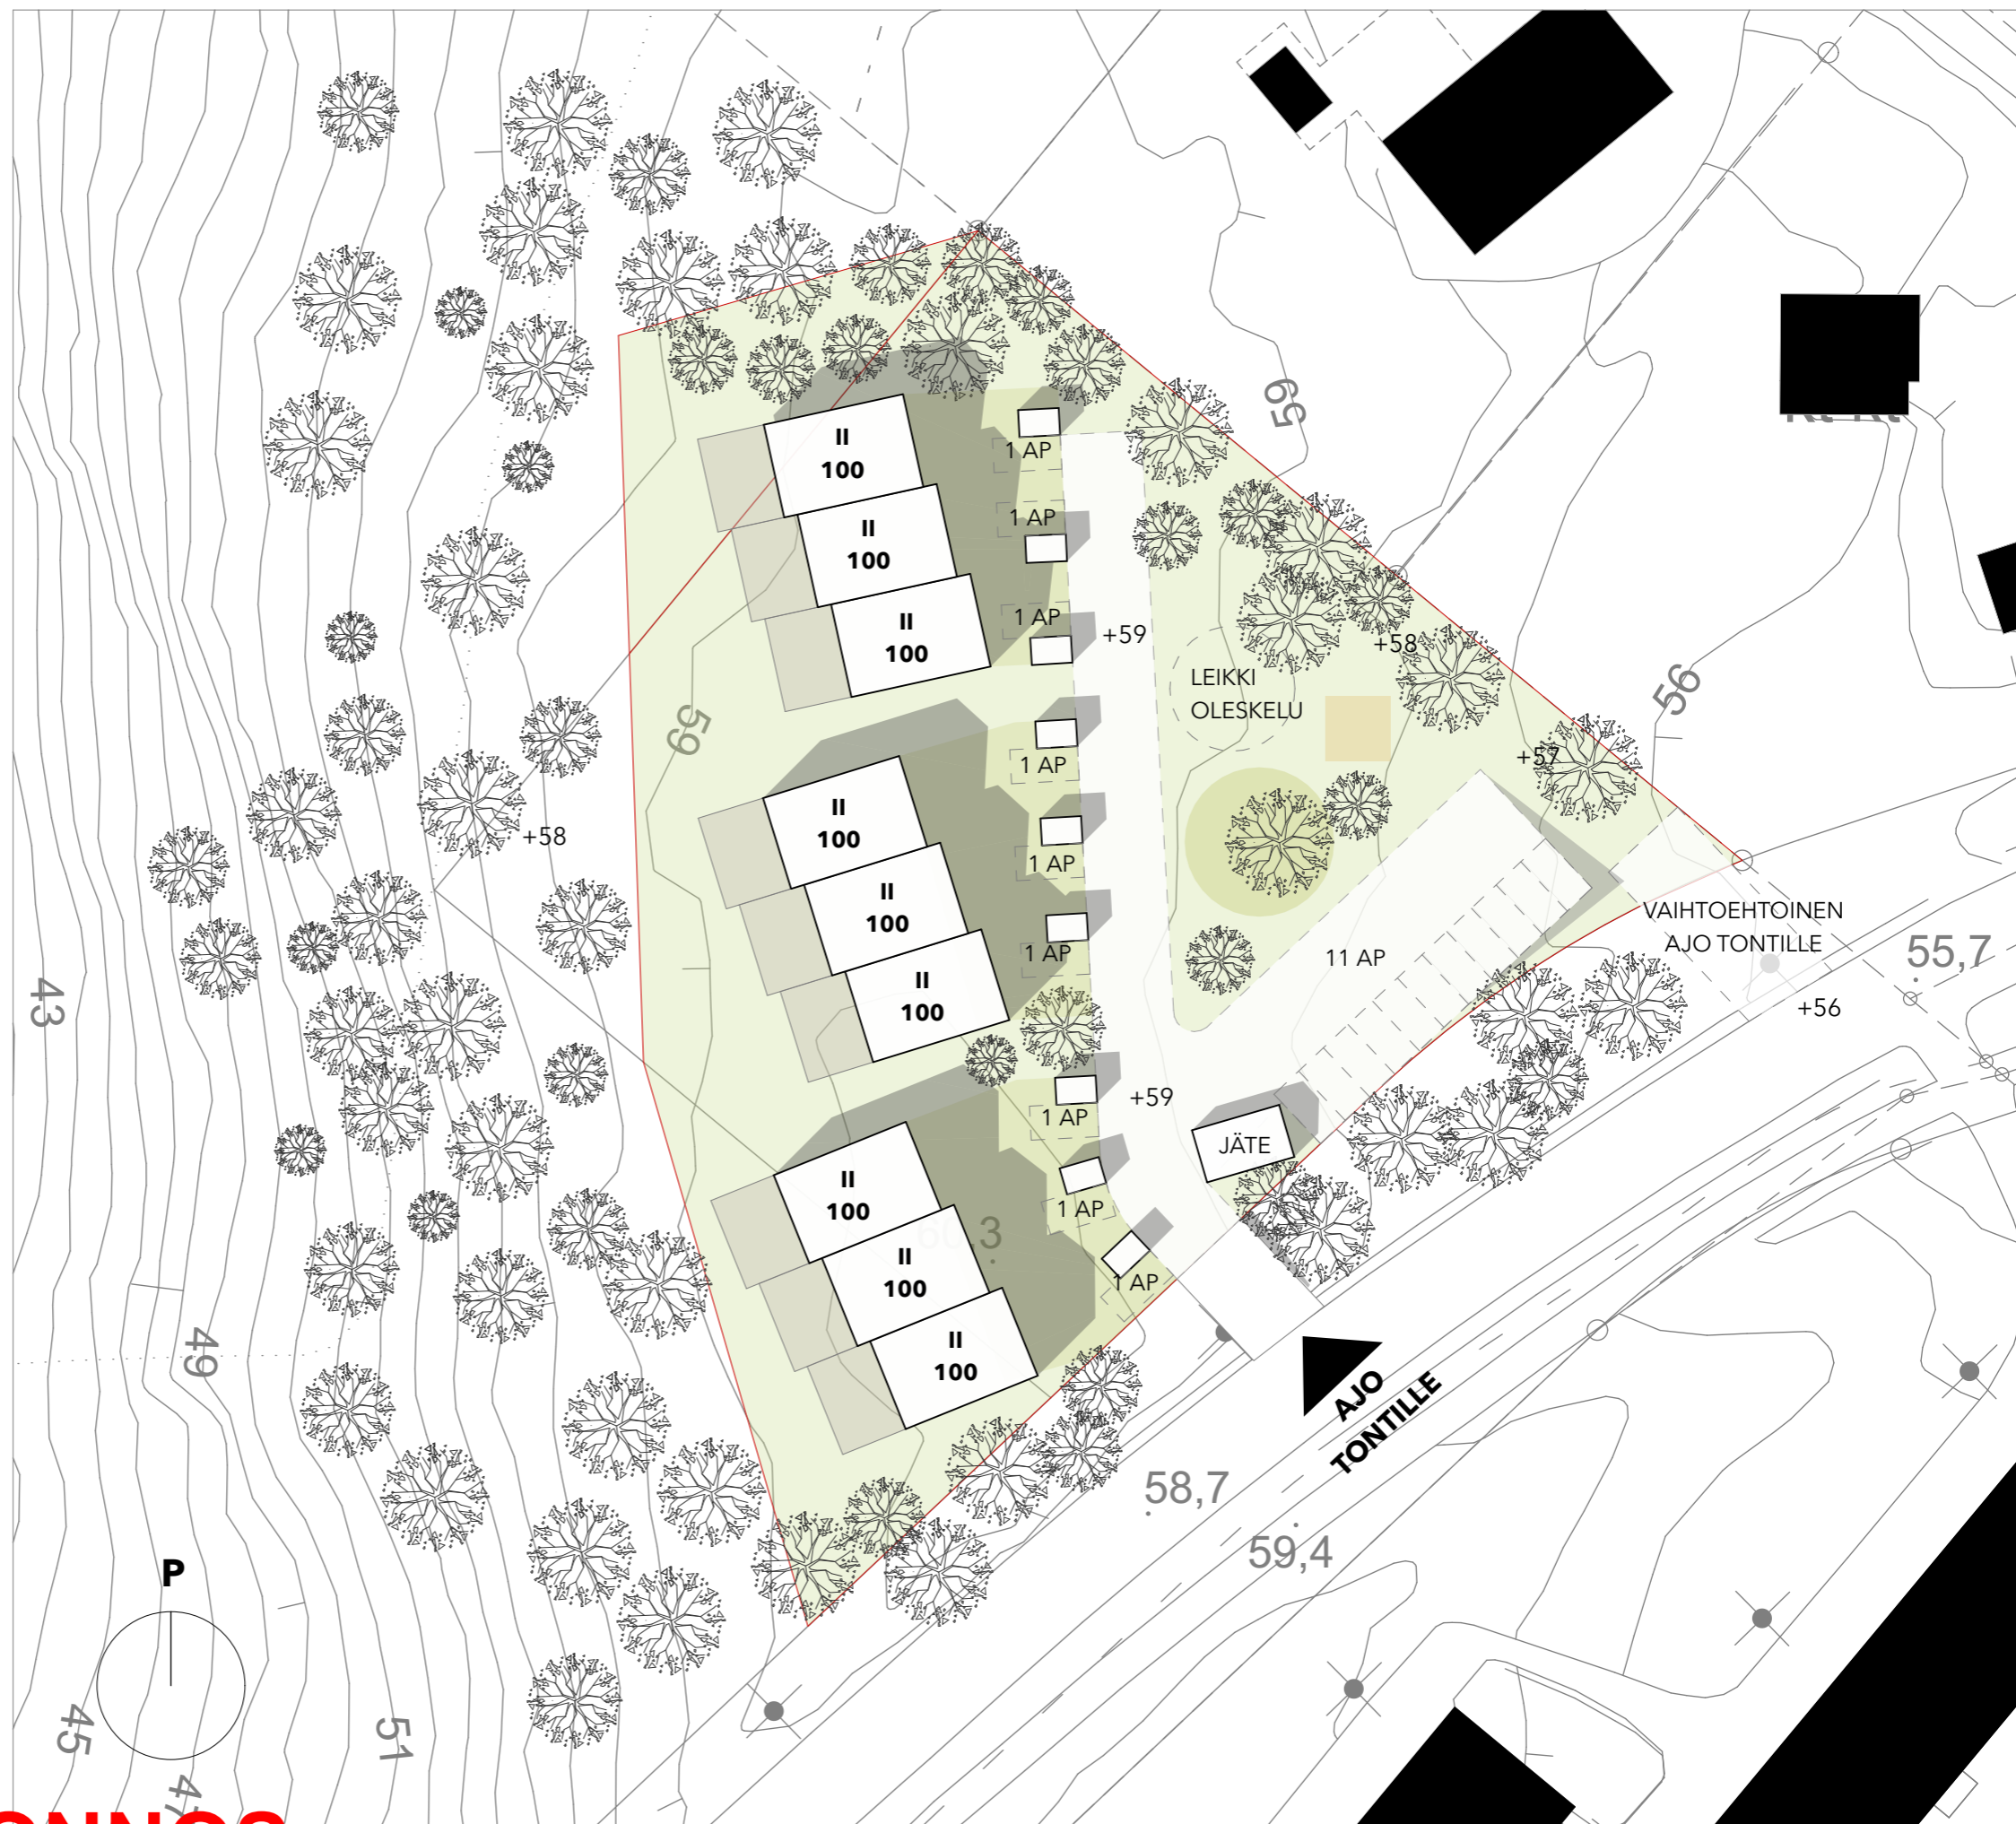 II
100
II
100
II
100
1 AP
1 AP
1 AP
59
+59
+58
LEIKKI
OLESKELU
56
+57
59
1 AP
II
100
II
100
II
100
1 AP
1 AP
+58
11 AP
VAIHTOEHTOINEN
AJO TONTILLE
55,7
+56
43
+59
1 AP
JÄTE
II
100
II
100
II
100
1 AP
1 AP
49
AJO
TONTILLE
58,7
59,4
P
45
51
47